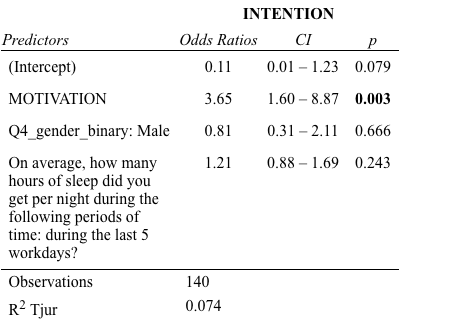 INTENTION
Predictors Odds Ratios CI p
(Intercept) 0.11 0.01 – 1.23 0.079
MOTIVATION 3.65 1.60 – 8.87 0.003
Q4_gender_binary: Male 0.81 0.31 – 2.11 0.666
On average, how many 1.21 0.88 – 1.69 0.243
hours of sleep did you
get per night during the
following periods of
time: during the last 5
workdays?
Observations 140
R² Tjur 0.074